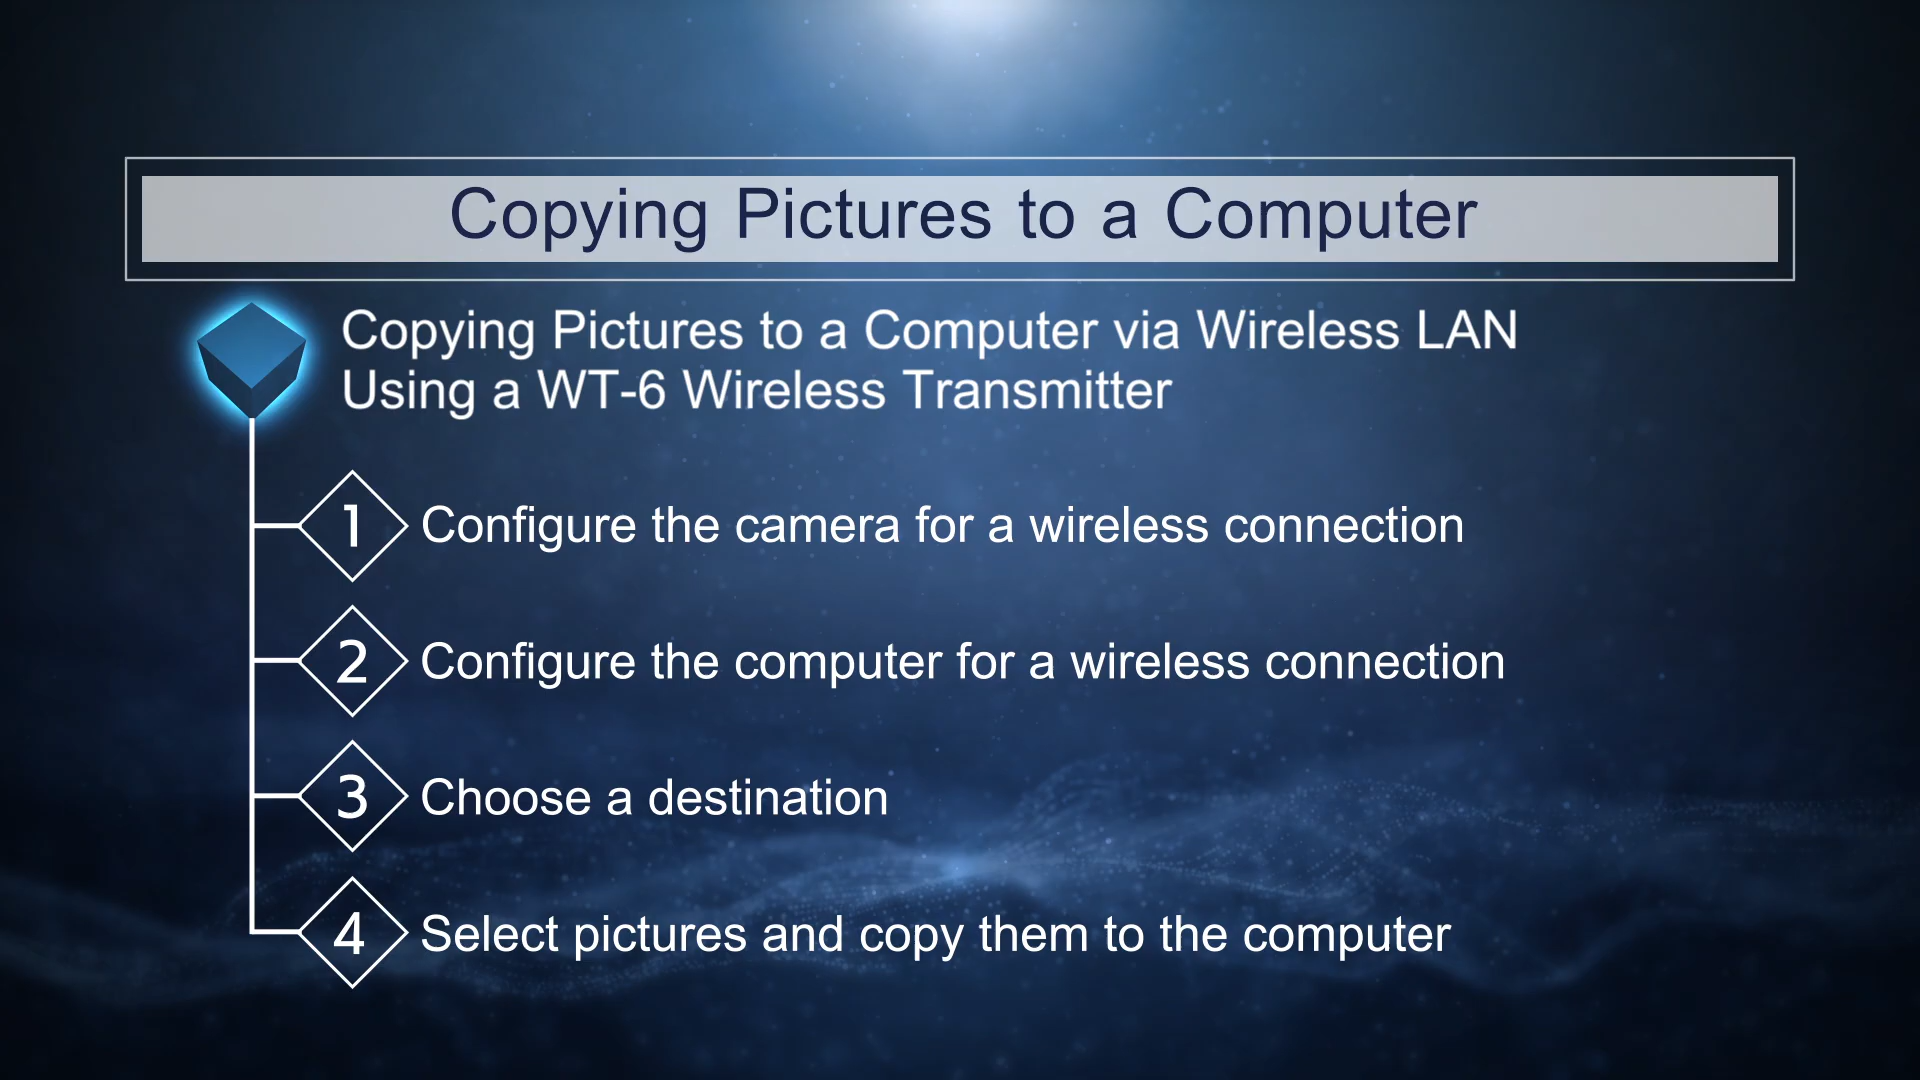 Copying Pictures to a Computer
Copying Pictures to a Computer via Wireless LAN
Using a WT-6 Wireless Transmitter
1 Configure the camera for a wireless connection
2 Configure the computer for a wireless connection
3 Choose a destination
4 Select pictures and copy them to the computer